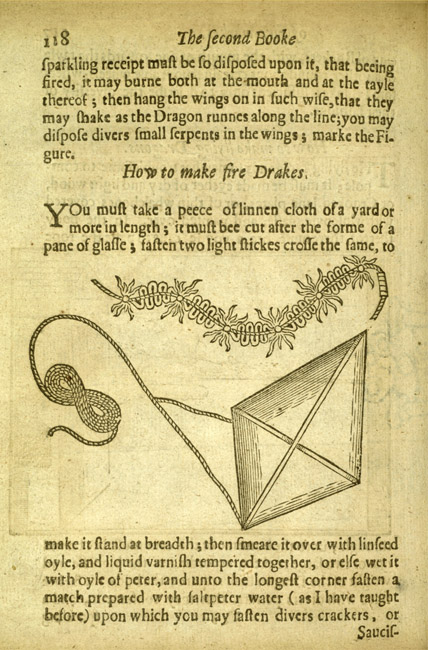 118 The second Booke
sparkling receipt must be so disposed upon it, that beeing
fired, it may burne both at the mouth and at the tayle
thereof; then hang the wings on in such wise, that they
may shake as the Dragon runnes along the line; you may
dispose divers small serpents in the wings; marke the Fi-
gure.
How to make fire Drakes.
YOu must take a peece of linnen cloth of a yard or
more in length; it must bee cut after the forme of a
pane of glasse; fasten two light stickes crosse the same, to
make it stand at breadth; then smeare it over with linseed
oyle, and liquid varnish tempered together, or else wet it
with oyle of peter, and unto the longest corner fasten a
match prepared with saltpeter water (as I have taught
before) upon which you may fasten divers crackers, or
Saucis-